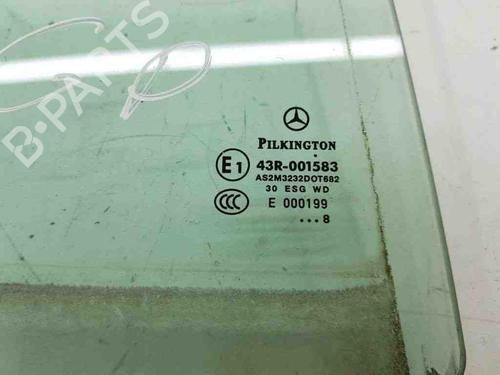 B-PARTS
PILKINGTON
E1 43R-001583
AS2M3232DOT682
30 ESG WD
CCC E 000199
...8